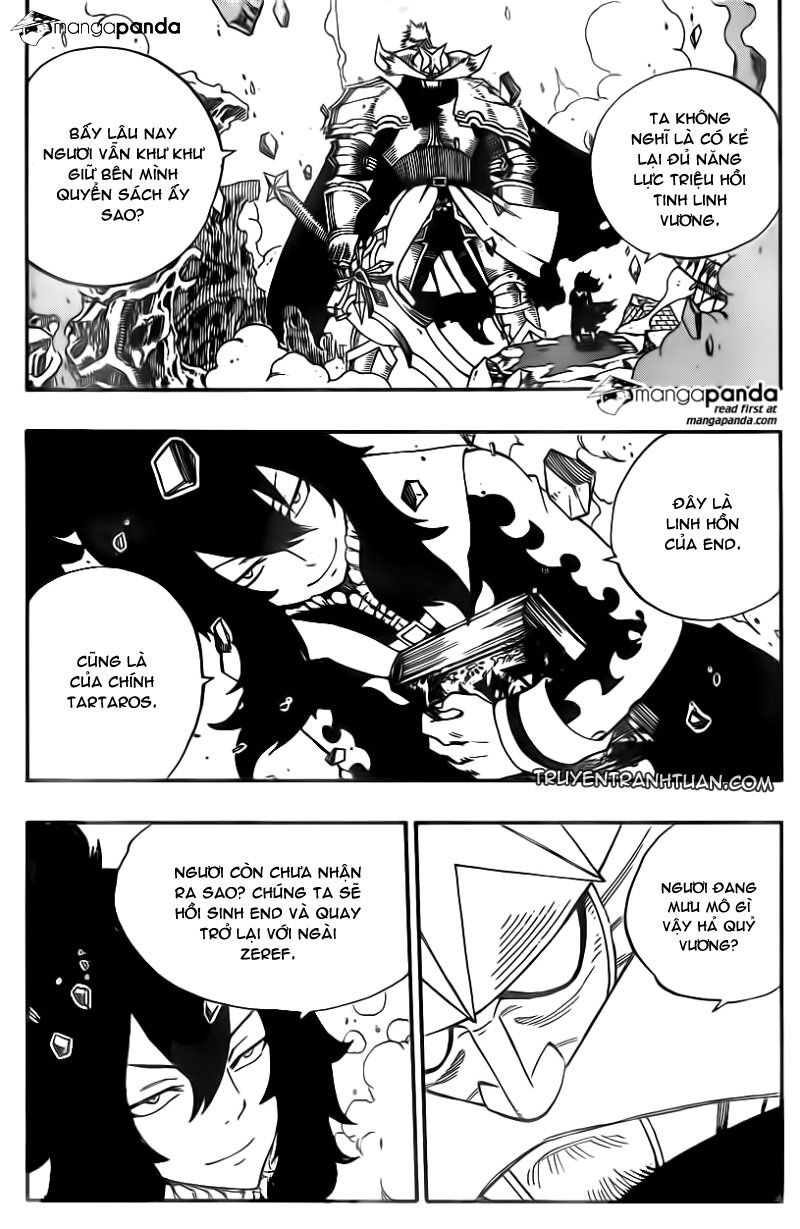 mangapanda
TA KHÔNG
NGHĨ LÀ CÓ KẺ
LẠI ĐỦ NĂNG
LỰC TRIỆU HỒI
TINH LINH
VƯƠNG.
BẤY LÂU NAY
NGƯƠI VẪN KHƯ KHƯ
GIỮ BÊN MÌNH
QUYỂN SÁCH ẤY
SAO?
mangapanda
read first at
mangapanda.com
ĐÂY LÀ
LINH HỒN
CỦA END.
CŨNG LÀ
CỦA CHÍNH
TARTAROS.
TRUYENTRANHTUAN.COM
NGƯƠI ĐANG
MƯU MÔ GÌ
VẬY HẢ QUỶ
VƯƠNG?
NGƯƠI CÒN CHƯA NHẬN
RA SAO? CHÚNG TA SẼ
HỒI SINH END VÀ QUAY
TRỞ LẠI VỚI NGÀI
ZEREF.